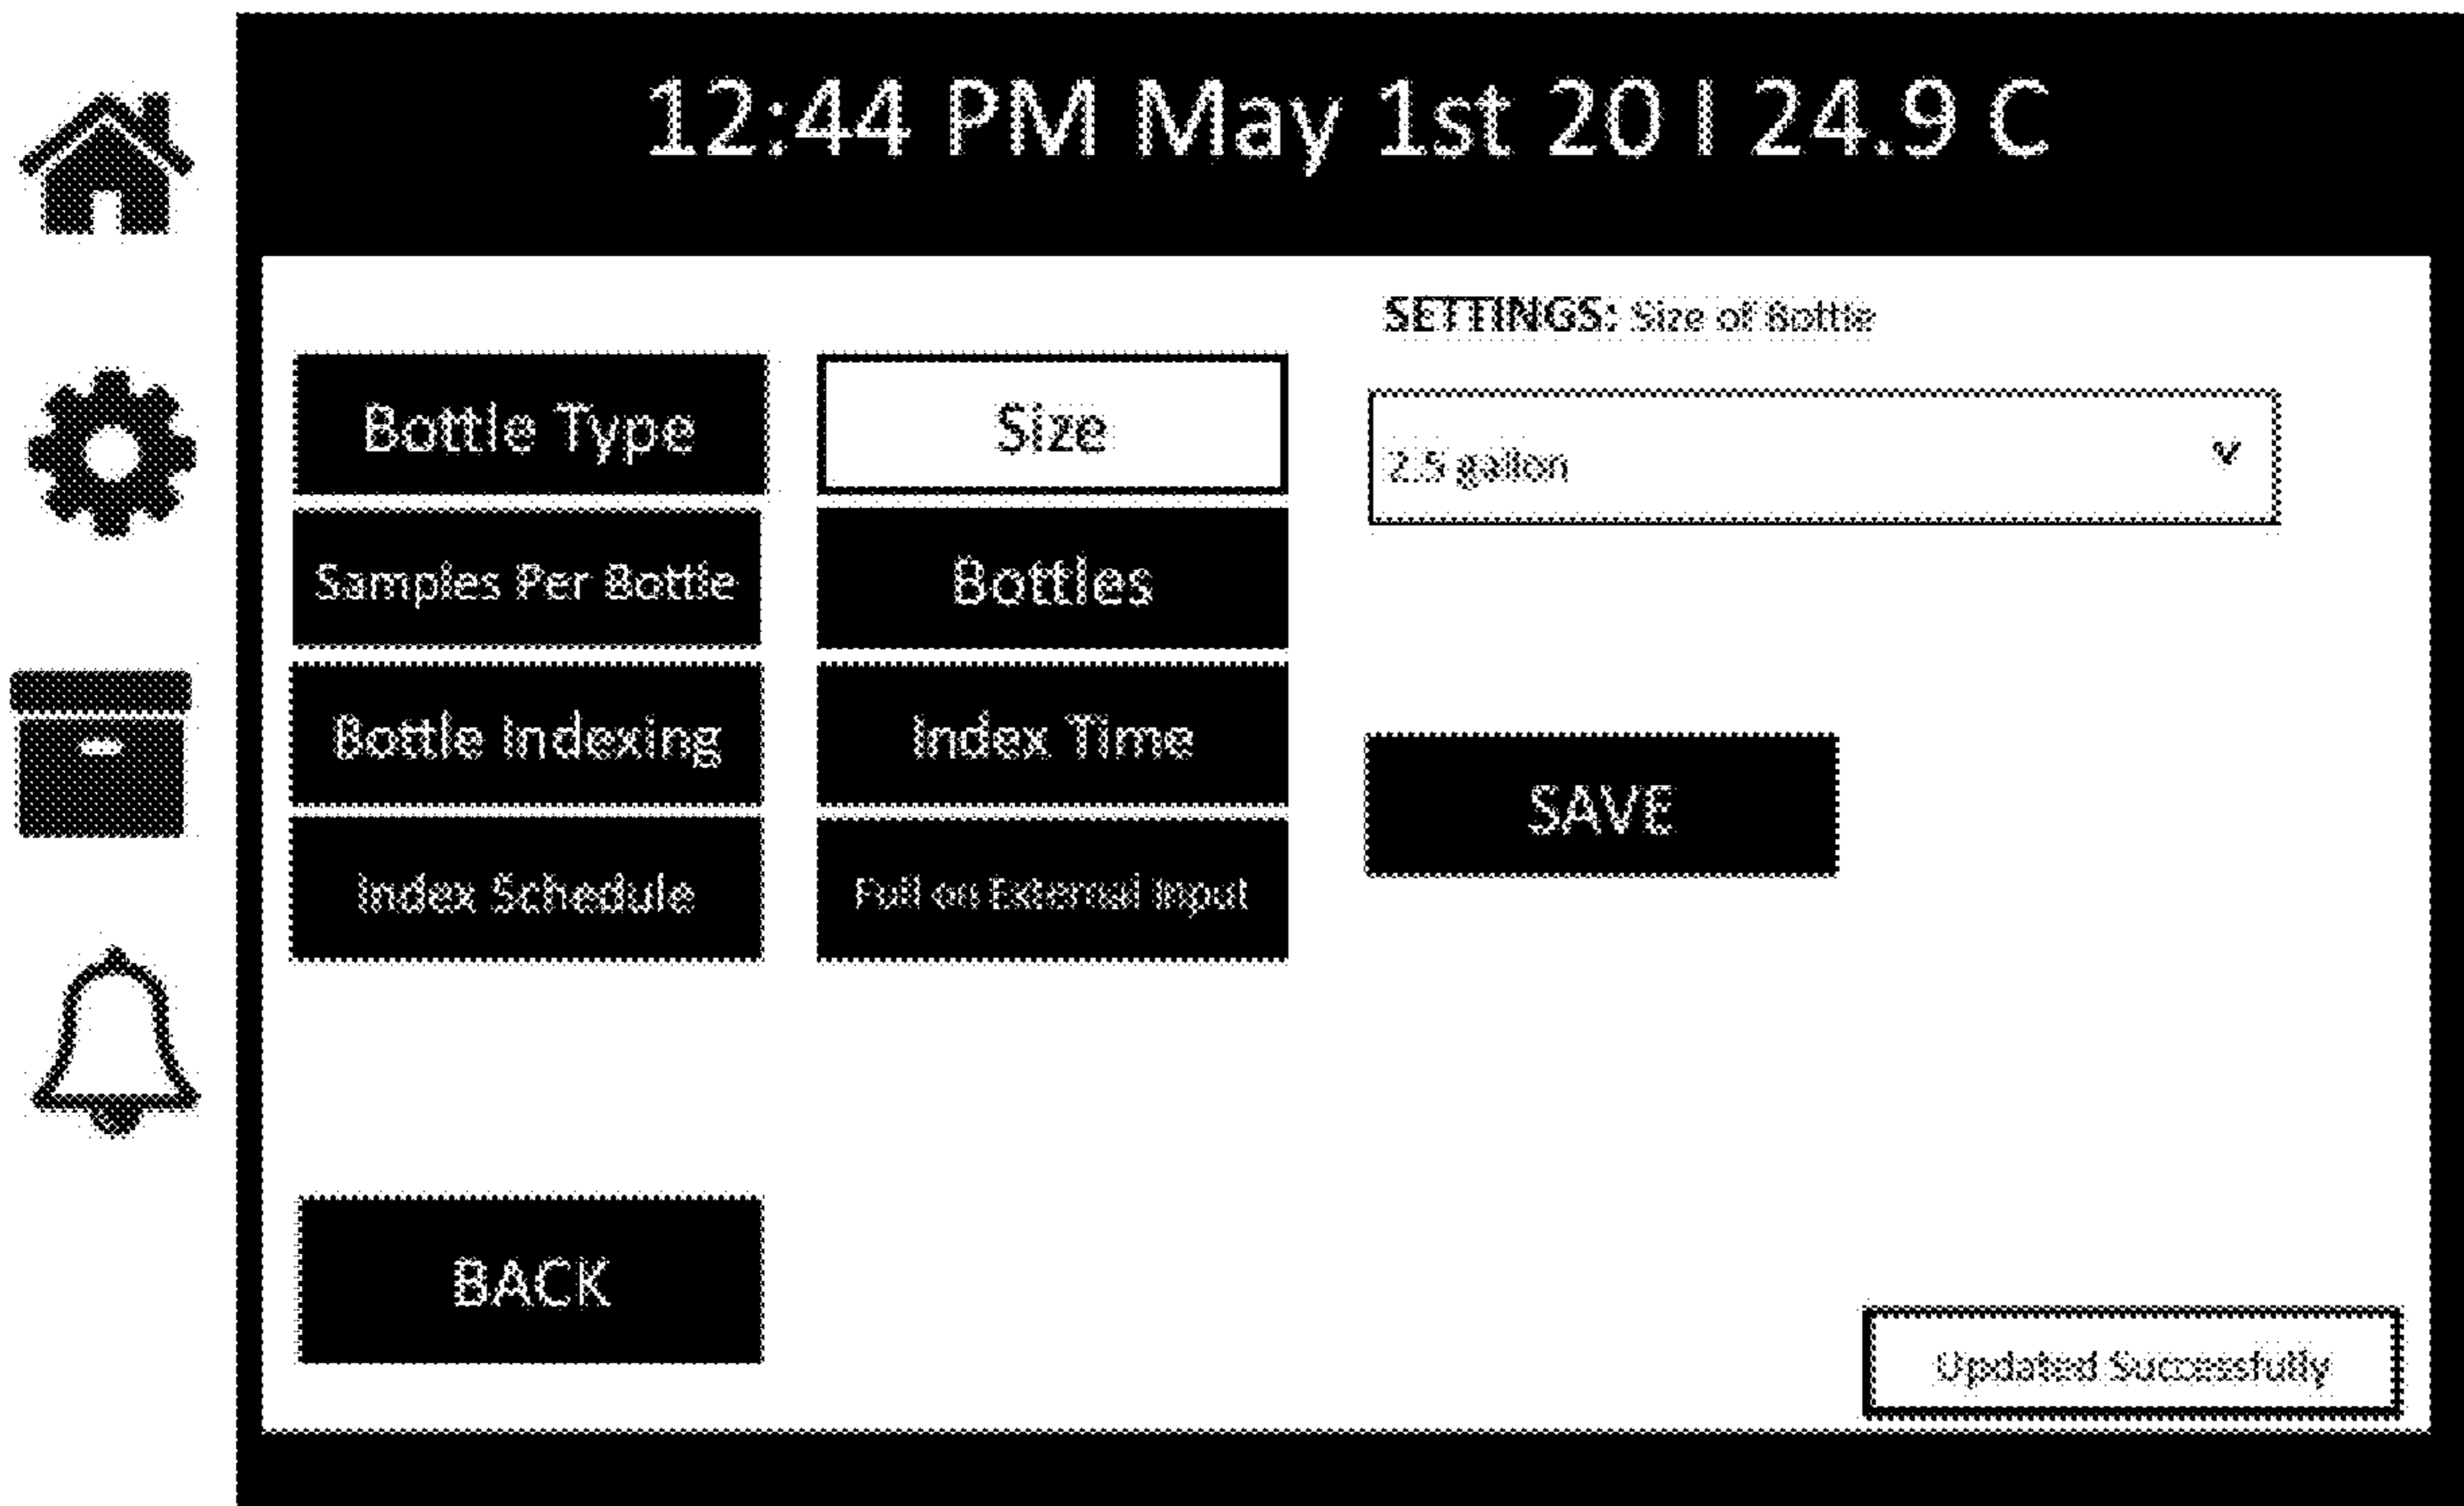 12:44 PM May 1st 20 | 24.9 C
SETTINGS: Size of Bottle
Bottle Type
Size
2.5 gallon
Samples Per Bottle
Bottles
Bottle Indexing
Index Time
SAVE
Index Schedule
Full on External Input
BACK
Updated Successfully